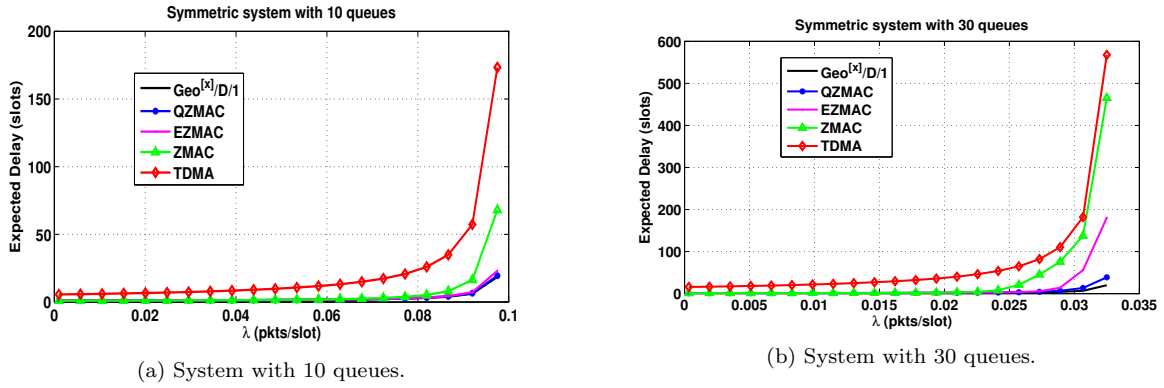 Symmetric system with 10 queues
200
150
100
50
0
Expected Delay (slots)
Geo[x]/D/1
QZMAC
EZMAC
ZMAC
TDMA
0 0.02 0.04 0.06 0.08 0.1
λ (pkts/slot)
(a) System with 10 queues.
Symmetric system with 30 queues
600
500
400
300
200
100
0
Expected Delay (slots)
Geo[x]/D/1
QZMAC
EZMAC
ZMAC
TDMA
0 0.005 0.01 0.015 0.02 0.025 0.03 0.035
λ (pkts/slot)
(b) System with 30 queues.